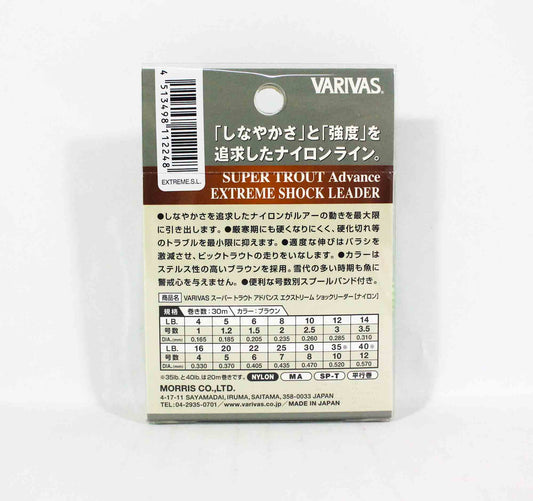 VARIVAS®
4 513498 112248
EXTREME.S.L.
「しなやかさ」と「強度」を
追求したナイロンライン。
SUPER TROUT Advance
EXTREME SHOCK LEADER
●しなやかさを追求したナイロンがルアーの動きを最大限
に引き出します。●厳寒期にも硬くなりにくく、硬化切れ等
のトラブルを最小限に抑えます。●適度な伸びはバラシを
激減させ、ビックトラウトの走りをいなします。●カラーは
ステルス性の高いブラウンを採用。雪代の多い時期も魚に
警戒心を与えません。●便利な号数別スプールバンド付き。
商品名 VARIVAS スーパー トラウト アドバンス エクストリーム ショックリーダー[ナイロン]
規格 巻き数:30m カラー:ブラウン
LB. 4 5 6 8 10 12 14
号数 1 1.2 1.5 2 2.5 3 3.5
DIA.(mm) 0.165 0.185 0.205 0.235 0.260 0.285 0.310
LB. 16 20 22 25 30 35※ 40※
号数 4 5 6 7 8 10 12
DIA.(mm) 0.330 0.370 0.405 0.435 0.470 0.520 0.570
※35lb.と40lb.は20m巻きです。 NYLON MA SP-T 平行巻
MORRIS CO.,LTD.
4-17-11 SAYAMADAI, IRUMA, SAITAMA, 358-0033 JAPAN
TEL:04-2935-0701/www.varivas.co.jp/MADE IN JAPAN